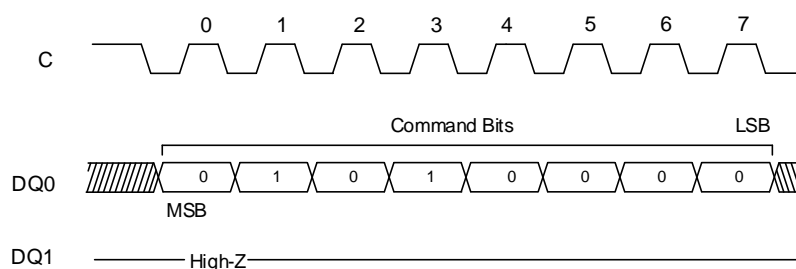 0 1 2 3 4 5 6 7
C
Command Bits LSB
DQ0 0 1 0 1 0 0 0 0
MSB
DQ1 High-Z